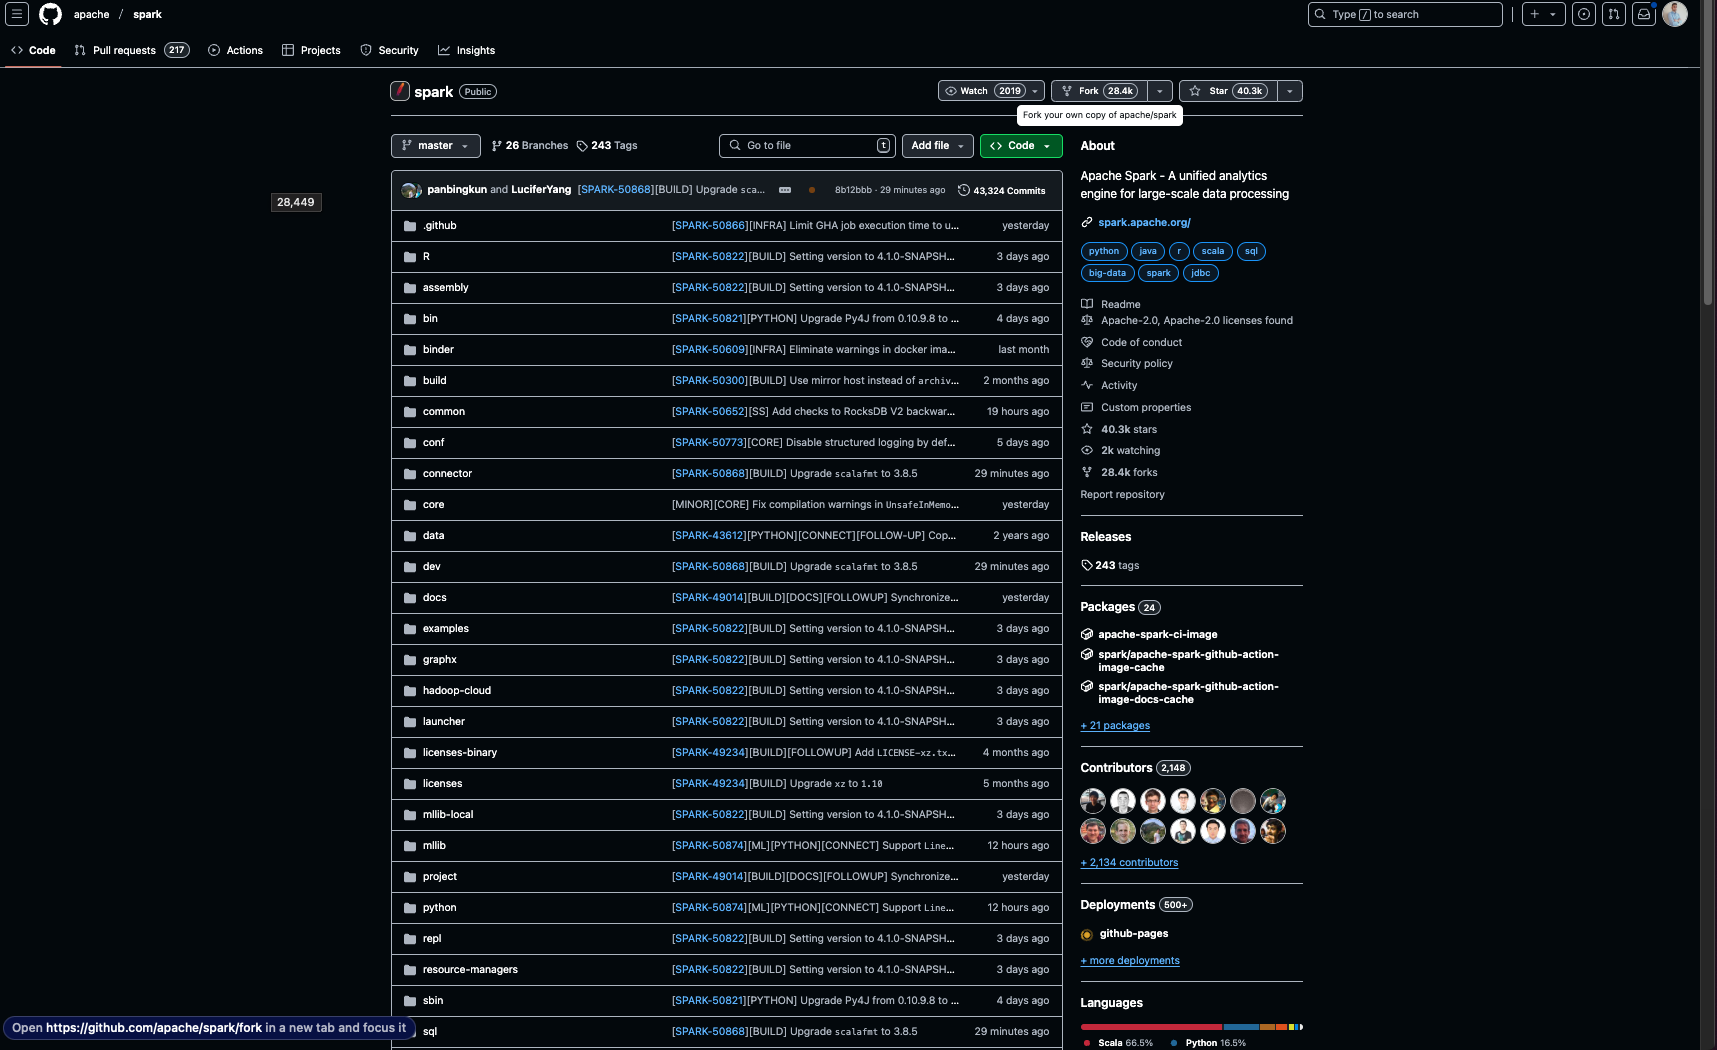 apache / spark
Type / to search
Code Pull requests 217 Actions Projects Security Insights
spark Public
Watch 2019 Fork 28.4k Star 40.3k
Fork your own copy of apache/spark
master 26 Branches 243 Tags Go to file t Add file Code
panbingkun and LuciferYang [SPARK-50868][BUILD] Upgrade sca... 8b12bbb · 29 minutes ago 43,324 Commits
28,449
.github [SPARK-50866][INFRA] Limit GHA job execution time to u... yesterday
R [SPARK-50822][BUILD] Setting version to 4.1.0-SNAPSH... 3 days ago
assembly [SPARK-50822][BUILD] Setting version to 4.1.0-SNAPSH... 3 days ago
bin [SPARK-50821][PYTHON] Upgrade Py4J from 0.10.9.8 to ... 4 days ago
binder [SPARK-50609][INFRA] Eliminate warnings in docker ima... last month
build [SPARK-50300][BUILD] Use mirror host instead of archiv... 2 months ago
common [SPARK-50652][SS] Add checks to RocksDB V2 backwar... 19 hours ago
conf [SPARK-50773][CORE] Disable structured logging by def... 5 days ago
connector [SPARK-50868][BUILD] Upgrade scalafmt to 3.8.5 29 minutes ago
core [MINOR][CORE] Fix compilation warnings in UnsafeInMemo... yesterday
data [SPARK-43612][PYTHON][CONNECT][FOLLOW-UP] Cop... 2 years ago
dev [SPARK-50868][BUILD] Upgrade scalafmt to 3.8.5 29 minutes ago
docs [SPARK-49014][BUILD][DOCS][FOLLOWUP] Synchronize... yesterday
examples [SPARK-50822][BUILD] Setting version to 4.1.0-SNAPSH... 3 days ago
graphx [SPARK-50822][BUILD] Setting version to 4.1.0-SNAPSH... 3 days ago
hadoop-cloud [SPARK-50822][BUILD] Setting version to 4.1.0-SNAPSH... 3 days ago
launcher [SPARK-50822][BUILD] Setting version to 4.1.0-SNAPSH... 3 days ago
licenses-binary [SPARK-49234][BUILD][FOLLOWUP] Add LICENSE-xz.tx... 4 months ago
licenses [SPARK-49234][BUILD] Upgrade xz to 1.10 5 months ago
mllib-local [SPARK-50822][BUILD] Setting version to 4.1.0-SNAPSH... 3 days ago
mllib [SPARK-50874][ML][PYTHON][CONNECT] Support Line... 12 hours ago
project [SPARK-49014][BUILD][DOCS][FOLLOWUP] Synchronize... yesterday
python [SPARK-50874][ML][PYTHON][CONNECT] Support Line... 12 hours ago
repl [SPARK-50822][BUILD] Setting version to 4.1.0-SNAPSH... 3 days ago
resource-managers [SPARK-50822][BUILD] Setting version to 4.1.0-SNAPSH... 3 days ago
sbin [SPARK-50821][PYTHON] Upgrade Py4J from 0.10.9.8 to ... 4 days ago
sql [SPARK-50868][BUILD] Upgrade scalafmt to 3.8.5 29 minutes ago
About
Apache Spark - A unified analytics
engine for large-scale data processing
spark.apache.org/
python java r scala sql
big-data spark jdbc
Readme
Apache-2.0, Apache-2.0 licenses found
Code of conduct
Security policy
Activity
Custom properties
40.3k stars
2k watching
28.4k forks
Report repository
Releases
243 tags
Packages 24
apache-spark-ci-image
spark/apache-spark-github-action-
image-cache
spark/apache-spark-github-action-
image-docs-cache
+ 21 packages
Contributors 2,148
+ 2,134 contributors
Deployments 500+
github-pages
+ more deployments
Languages
Scala 66.5% Python 16.5%
Open https://github.com/apache/spark/fork in a new tab and focus it